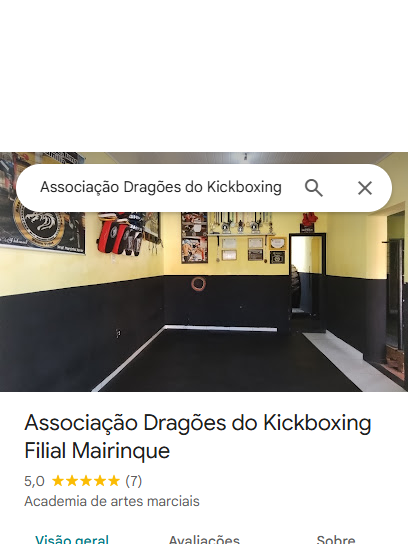 Associação Dragões do Kickboxing
Associação Dragões do Kickboxing
Filial Mairinque
5,0 ★★★★★ (7)
Academia de artes marciais
Visão geral Avaliações Sobre